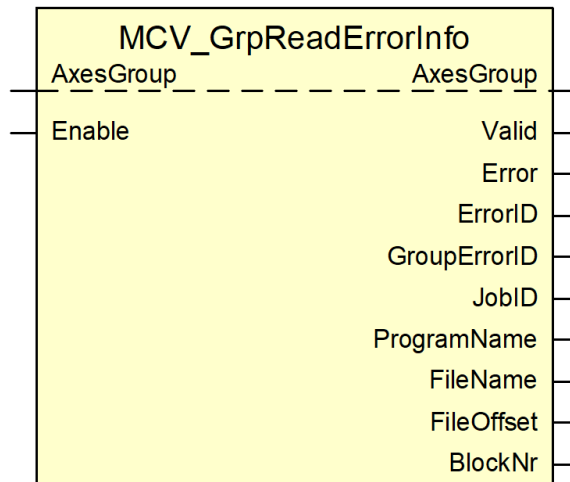 MCV_GrpReadErrorInfo
AxesGroup AxesGroup
Enable Valid
Error
ErrorID
GroupErrorID
JobID
ProgramName
FileName
FileOffset
BlockNr